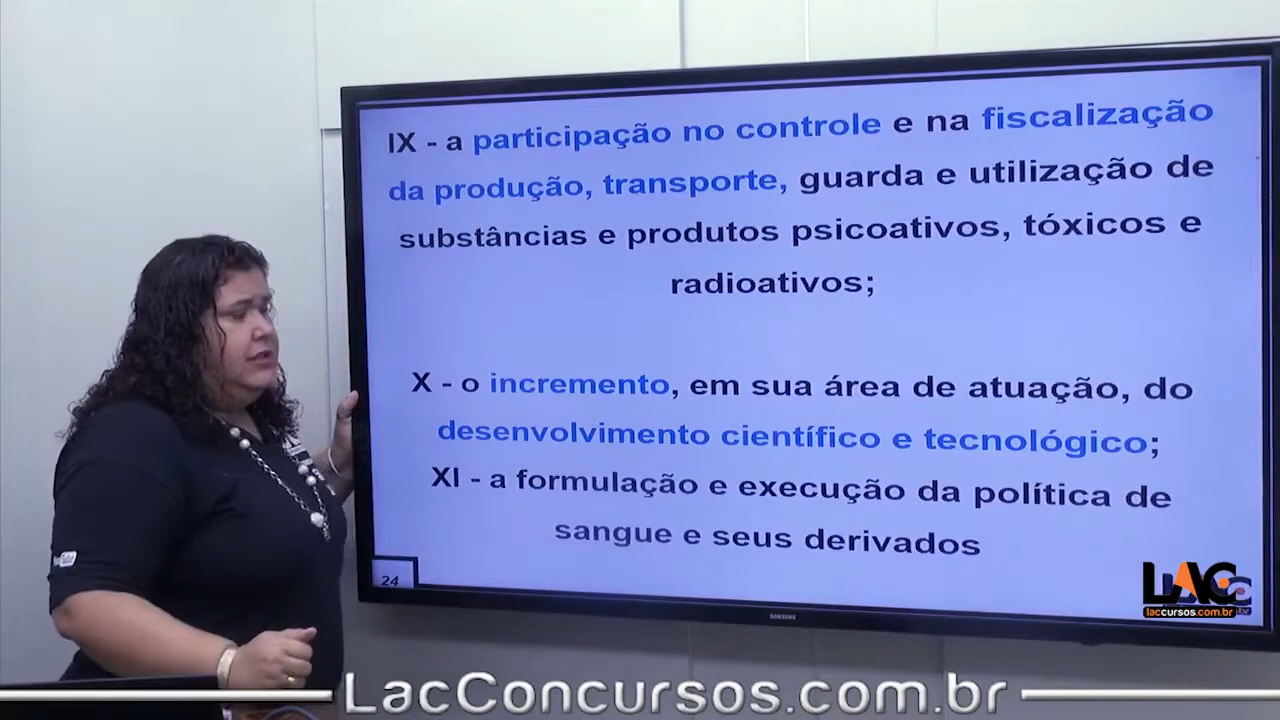 IX - a participação no controle e na fiscalização
da produção, transporte, guarda e utilização de
substâncias e produtos psicoativos, tóxicos e
radioativos;
X - o incremento, em sua área de atuação, do
desenvolvimento científico e tecnológico;
XI - a formulação e execução da política de
sangue e seus derivados
24
LAC
laccursos.com.br
SAMSUNG
LacConcursos.com.br